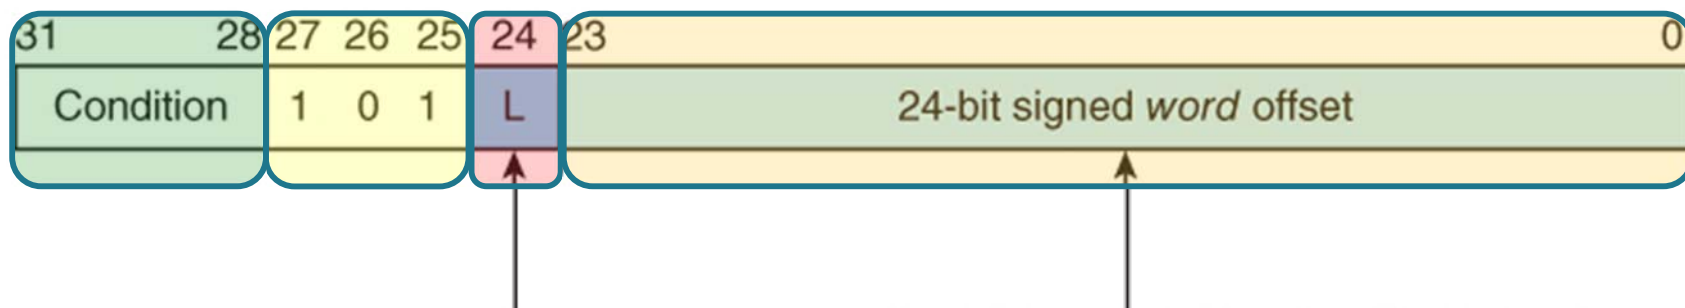 31 28 27 26 25 24 23 0
Condition 1 0 1 L 24-bit signed word offset